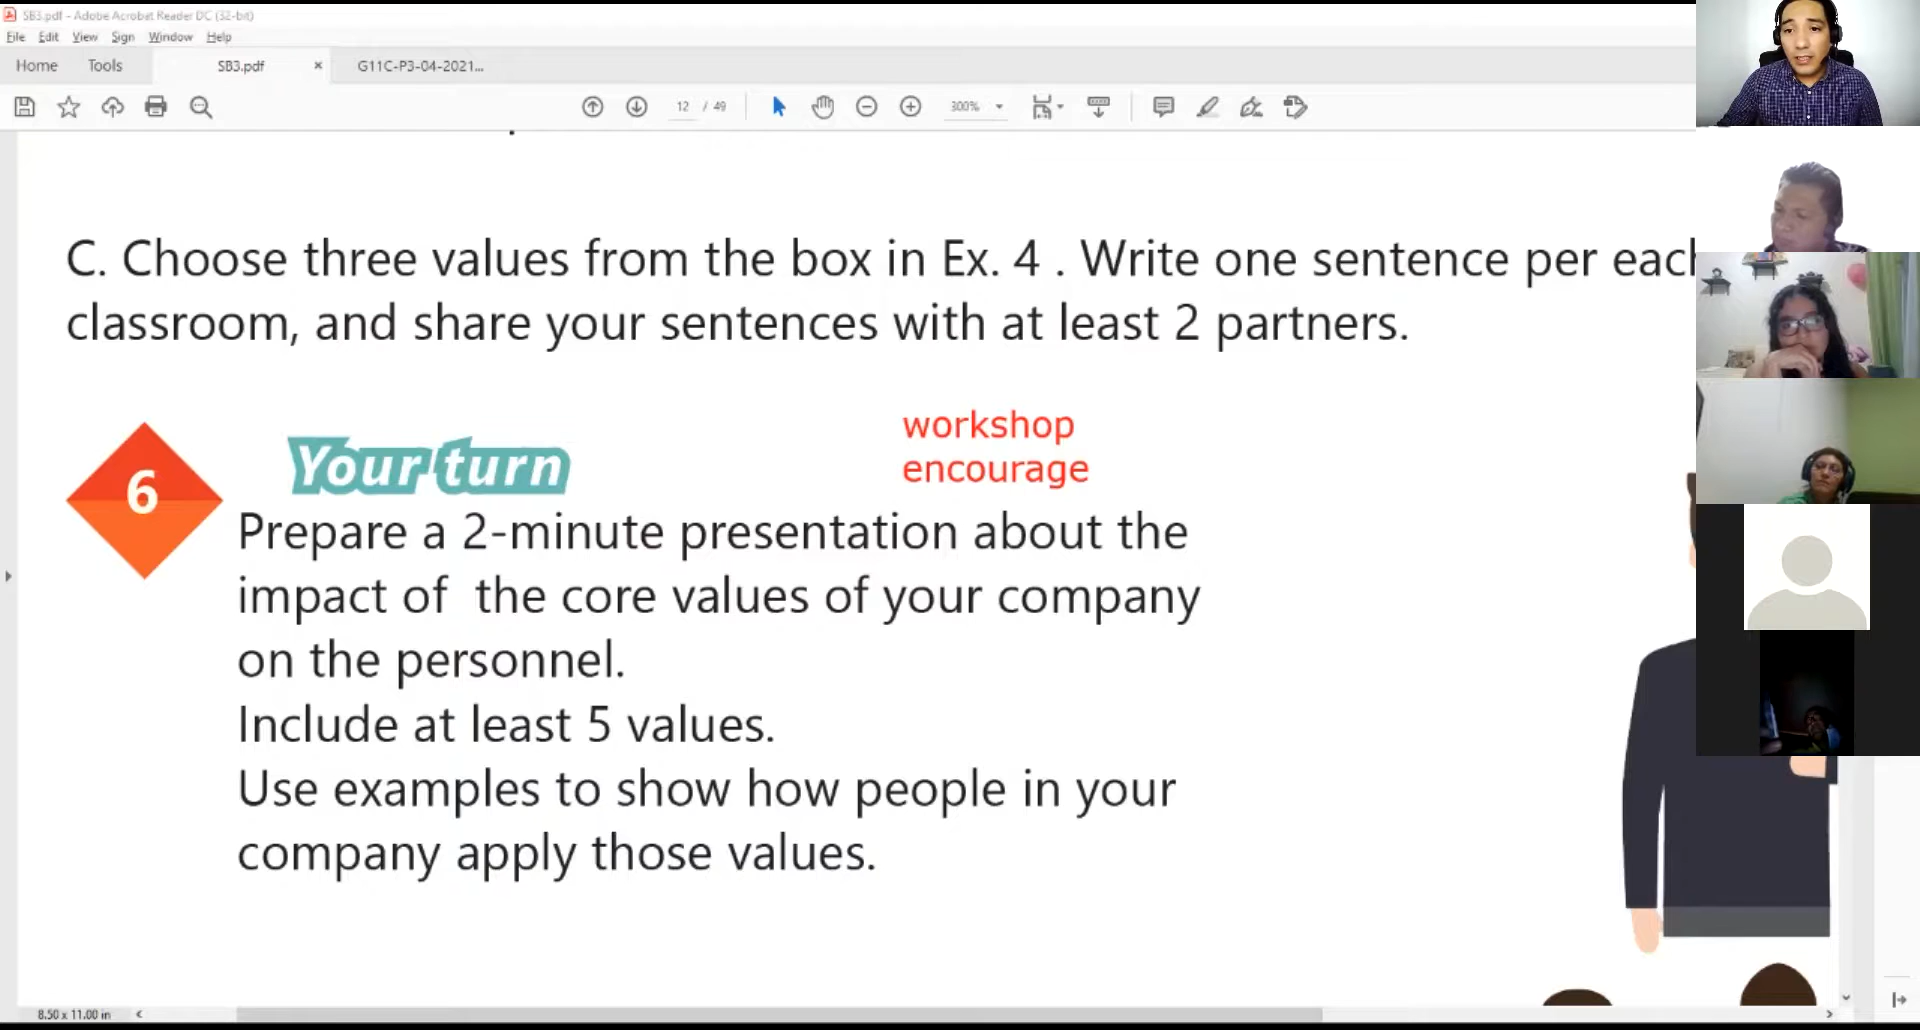 SB3.pdf - Adobe Acrobat Reader DC (32-bit)
File Edit View Sign Window Help
Home Tools SB3.pdf × G11C-P3-04-2021...
12 / 49 300%
C. Choose three values from the box in Ex. 4 . Write one sentence per each
classroom, and share your sentences with at least 2 partners.
workshop
encourage
6 Your turn
Prepare a 2-minute presentation about the
impact of the core values of your company
on the personnel.
Include at least 5 values.
Use examples to show how people in your
company apply those values.
8.50 x 11.00 in